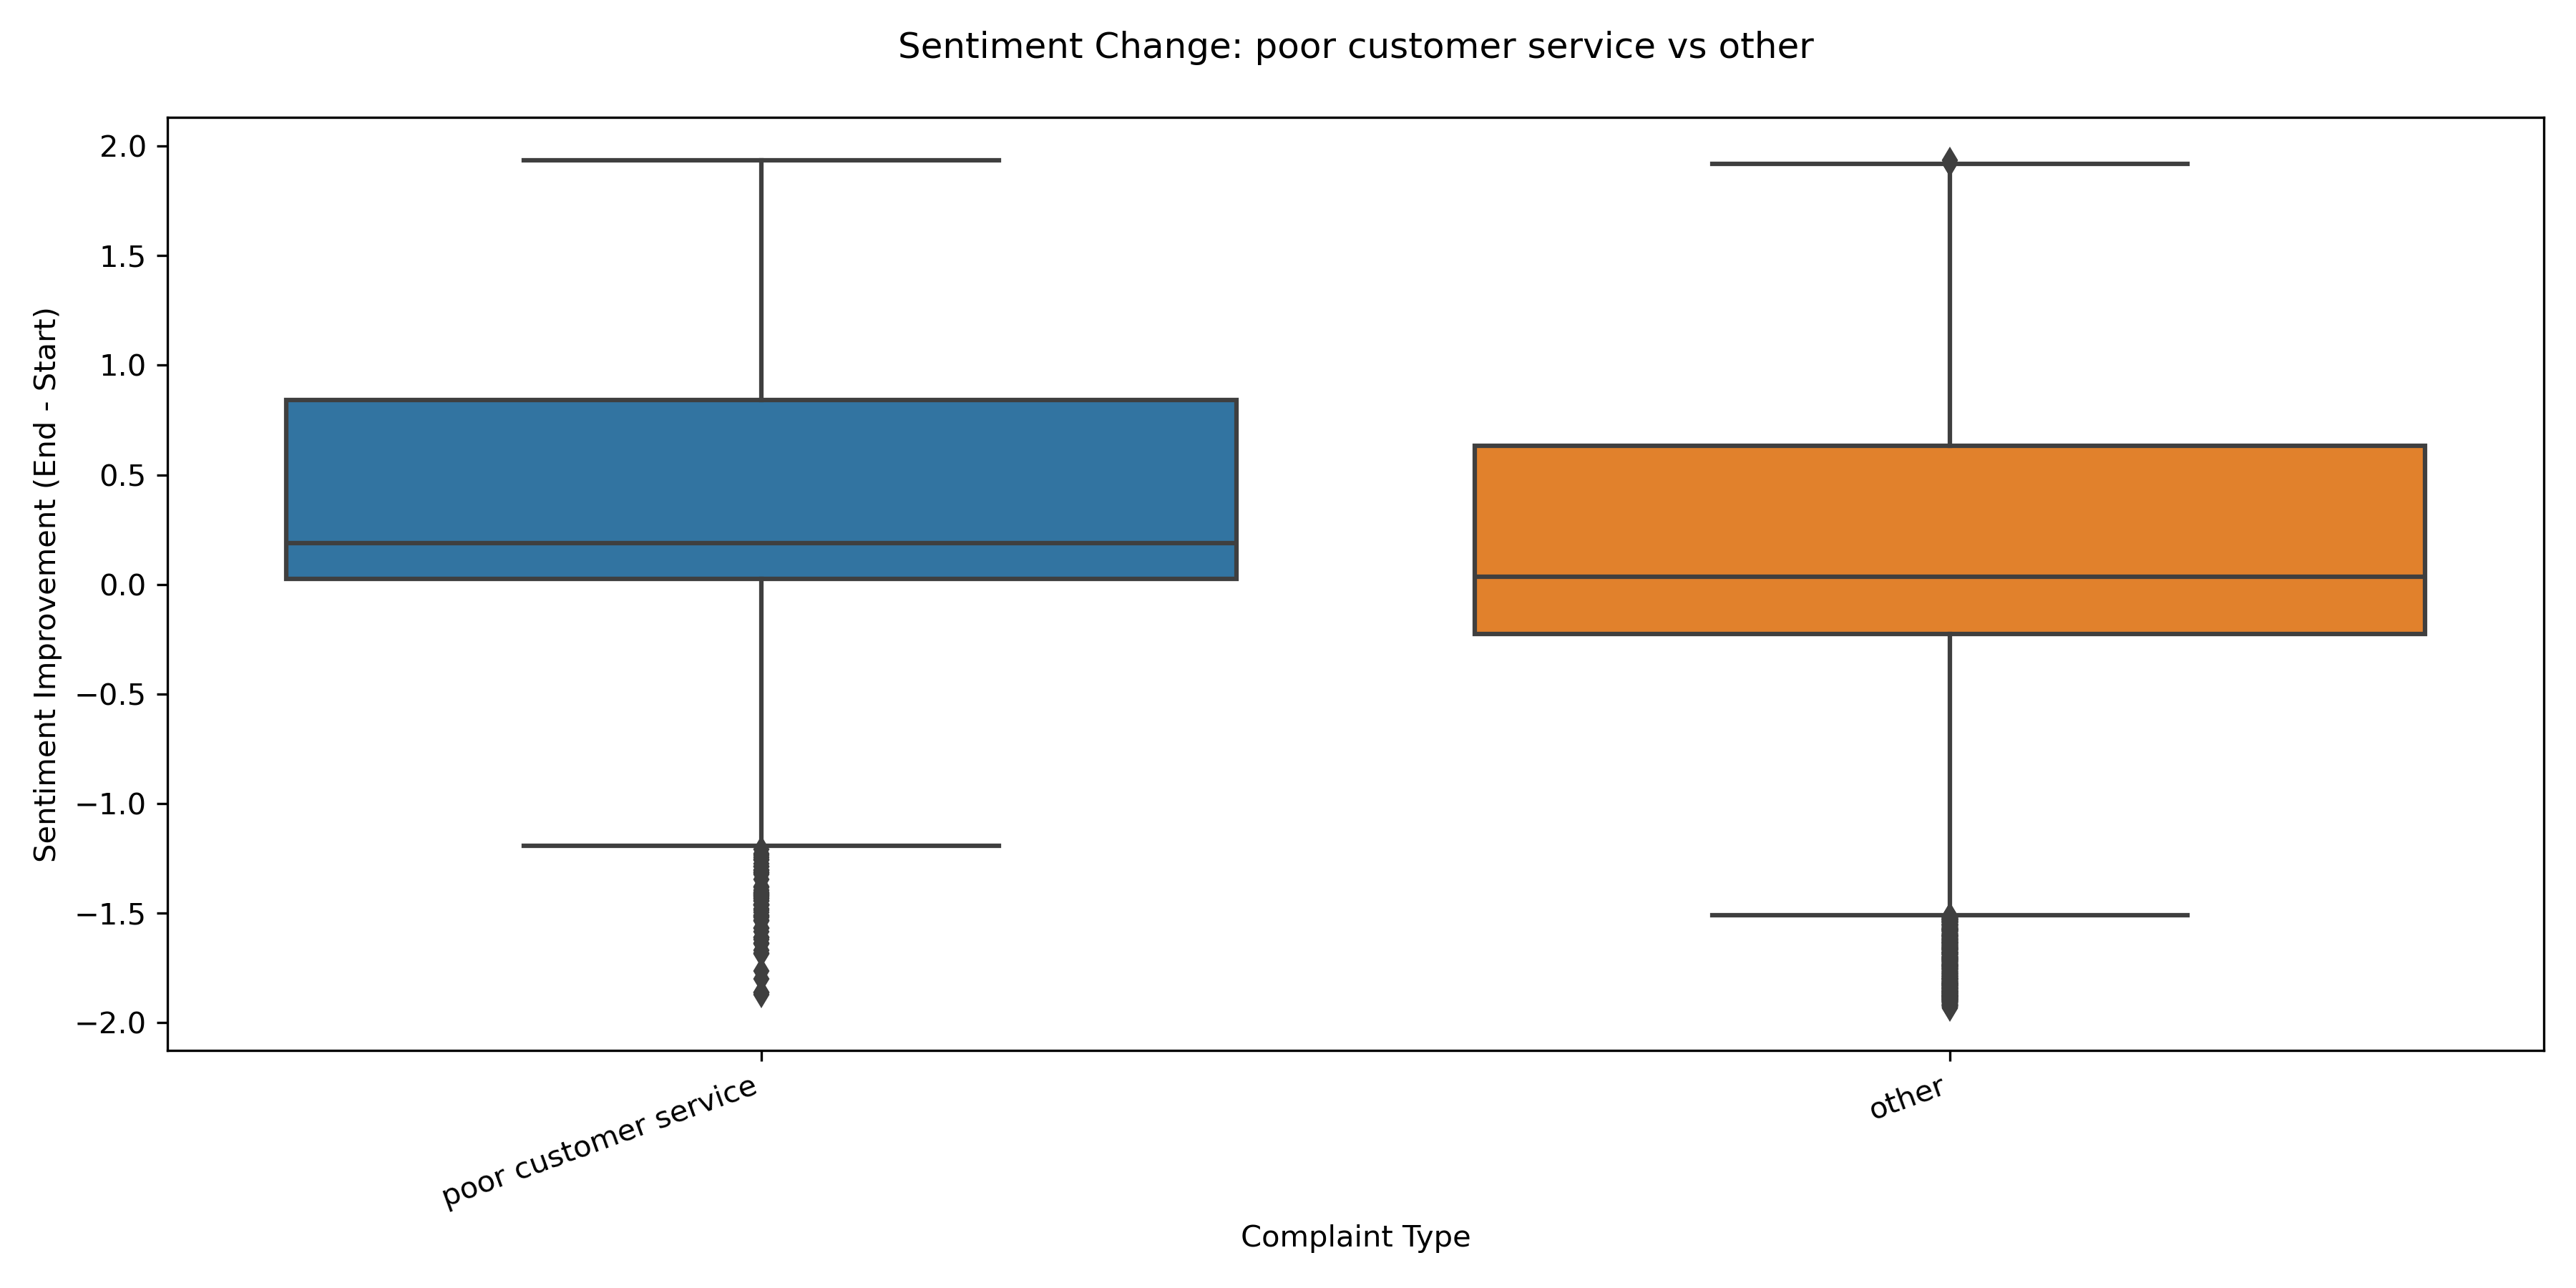 Sentiment Change: poor customer service vs other
Sentiment Improvement (End - Start)
2.0
1.5
1.0
0.5
0.0
−0.5
−1.0
−1.5
−2.0
poor customer service
other
Complaint Type